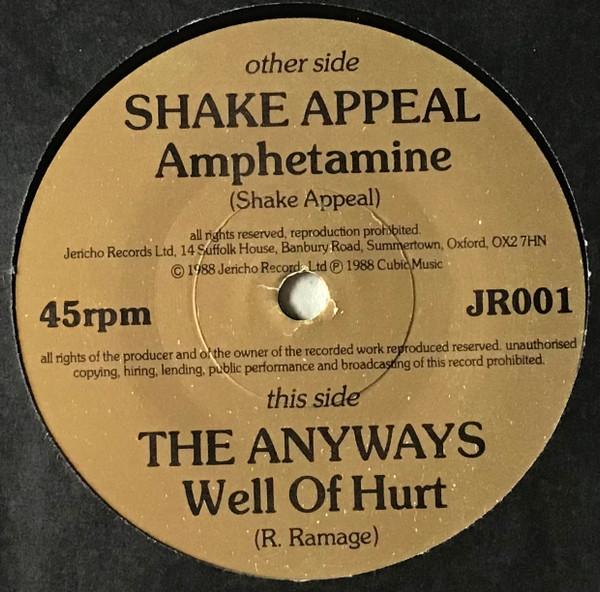 other side
SHAKE APPEAL
Amphetamine
(Shake Appeal)
all rights reserved, reproduction prohibited.
Jericho Records Ltd, 14 Suffolk House, Banbury Road, Summertown, Oxford, OX2 7HN
© 1988 Jericho Records Ltd ℗ 1988 Cubic Music
45rpm
JR001
all rights of the producer and of the owner of the recorded work reproduced reserved. unauthorised
copying, hiring, lending, public performance and broadcasting of this record prohibited.
this side
THE ANYWAYS
Well Of Hurt
(R. Ramage)